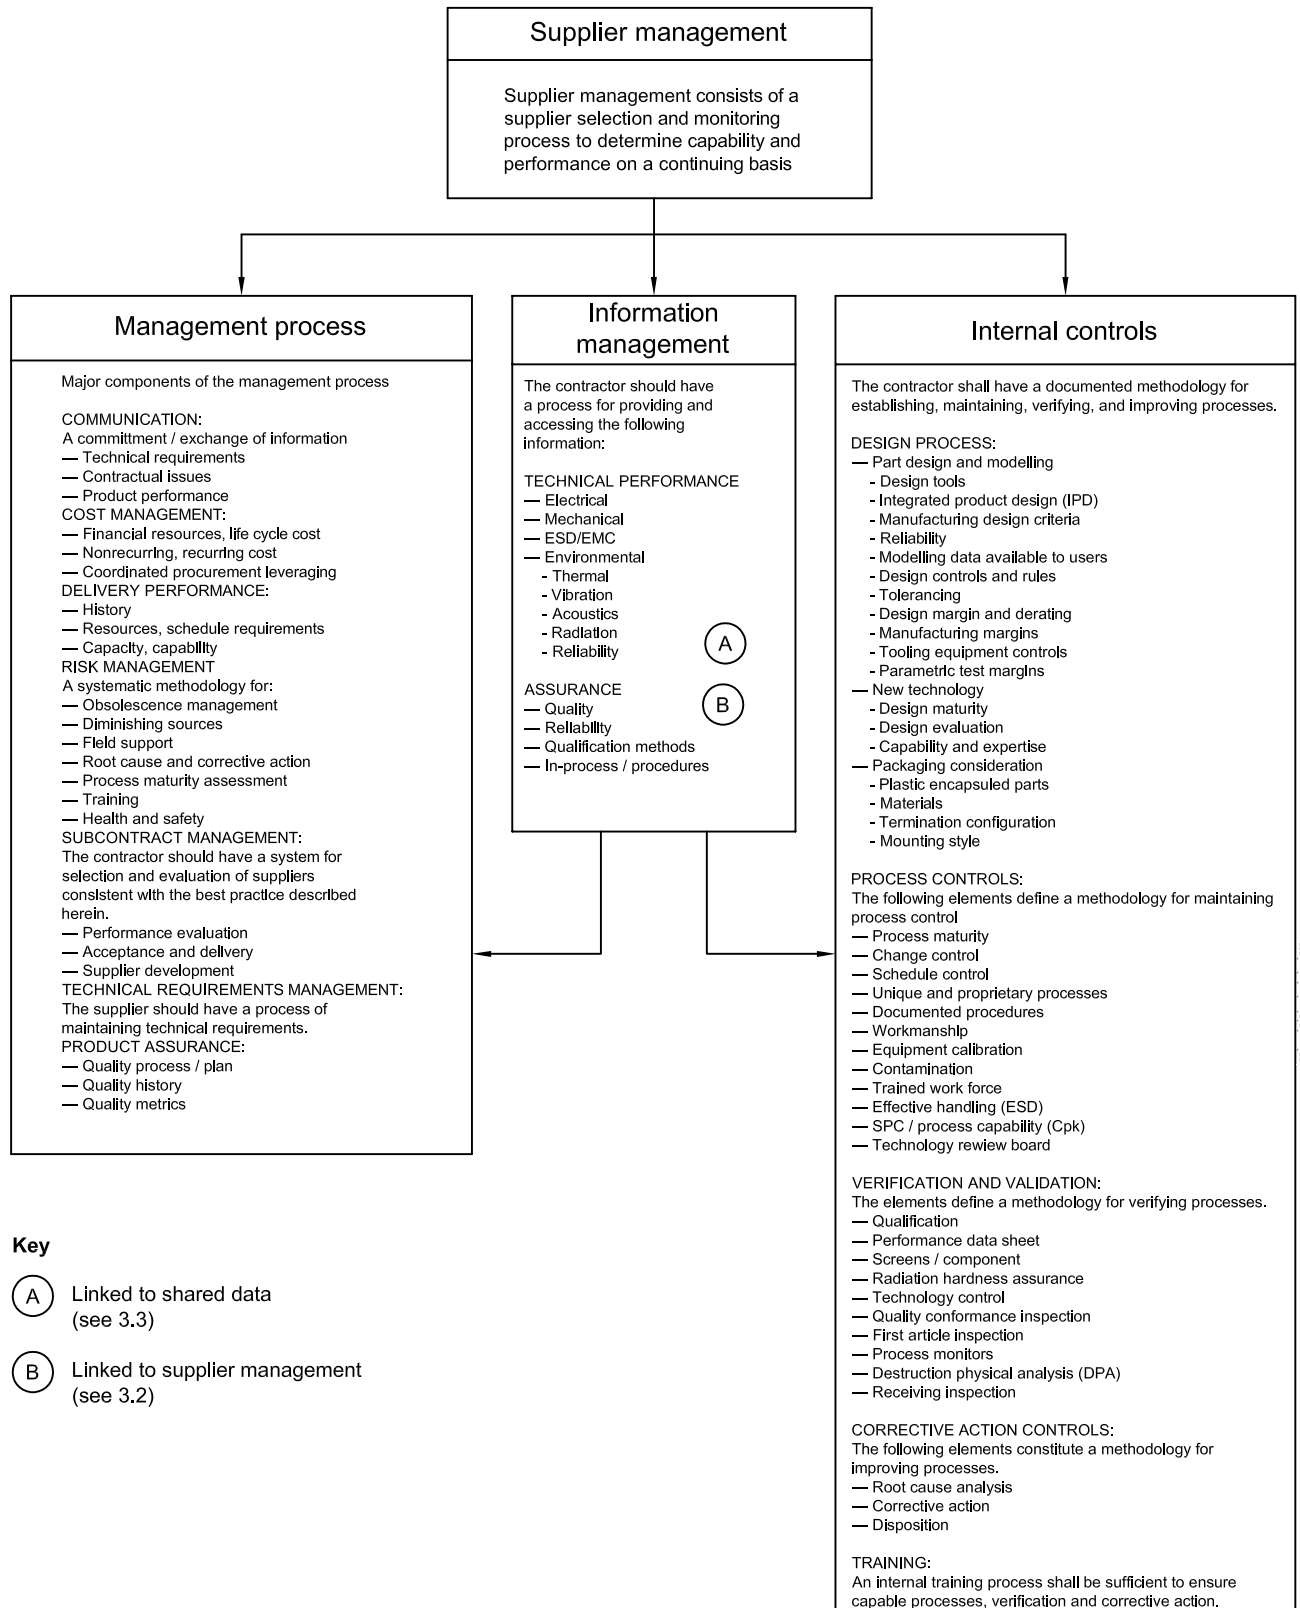 Supplier management
Supplier management consists of a
supplier selection and monitoring
process to determine capability and
performance on a continuing basis
Management process
Major components of the management process
COMMUNICATION:
A committment / exchange of information
— Technical requirements
— Contractual issues
— Product performance
COST MANAGEMENT:
— Financial resources, life cycle cost
— Nonrecurring, recurring cost
— Coordinated procurement leveraging
DELIVERY PERFORMANCE:
— History
— Resources, schedule requirements
— Capacity, capability
RISK MANAGEMENT
A systematic methodology for:
— Obsolescence management
— Diminishing sources
— Field support
— Root cause and corrective action
— Process maturity assessment
— Training
— Health and safety
SUBCONTRACT MANAGEMENT:
The contractor should have a system for
selection and evaluation of suppliers
consistent with the best practice described
herein.
— Performance evaluation
— Acceptance and delivery
— Supplier development
TECHNICAL REQUIREMENTS MANAGEMENT:
The supplier should have a process of
maintaining technical requirements.
PRODUCT ASSURANCE:
— Quality process / plan
— Quality history
— Quality metrics
Information
management
The contractor should have
a process for providing and
accessing the following
information:
TECHNICAL PERFORMANCE
— Electrical
— Mechanical
— ESD/EMC
— Environmental
- Thermal
- Vibration
- Acoustics
- Radiation
- Reliability
A
ASSURANCE
B
— Quality
— Reliability
— Qualification methods
— In-process / procedures
Internal controls
The contractor shall have a documented methodology for
establishing, maintaining, verifying, and improving processes.
DESIGN PROCESS:
— Part design and modelling
- Design tools
- Integrated product design (IPD)
- Manufacturing design criteria
- Reliability
- Modelling data available to users
- Design controls and rules
- Tolerancing
- Design margin and derating
- Manufacturing margins
- Tooling equipment controls
- Parametric test margins
— New technology
- Design maturity
- Design evaluation
- Capability and expertise
— Packaging consideration
- Plastic encapsuled parts
- Materials
- Termination configuration
- Mounting style
PROCESS CONTROLS:
The following elements define a methodology for maintaining
process control
— Process maturity
— Change control
— Schedule control
— Unique and proprietary processes
— Documented procedures
— Workmanship
— Equipment calibration
— Contamination
— Trained work force
— Effective handling (ESD)
— SPC / process capability (Cpk)
— Technology rewiew board
VERIFICATION AND VALIDATION:
The elements define a methodology for verifying processes.
— Qualification
— Performance data sheet
— Screens / component
— Radiation hardness assurance
— Technology control
— Quality conformance inspection
— First article inspection
— Process monitors
— Destruction physical analysis (DPA)
— Receiving inspection
CORRECTIVE ACTION CONTROLS:
The following elements constitute a methodology for
improving processes.
— Root cause analysis
— Corrective action
— Disposition
TRAINING:
An internal training process shall be sufficient to ensure
capable processes, verification and corrective action.
Key
A Linked to shared data
(see 3.3)
B Linked to supplier management
(see 3.2)